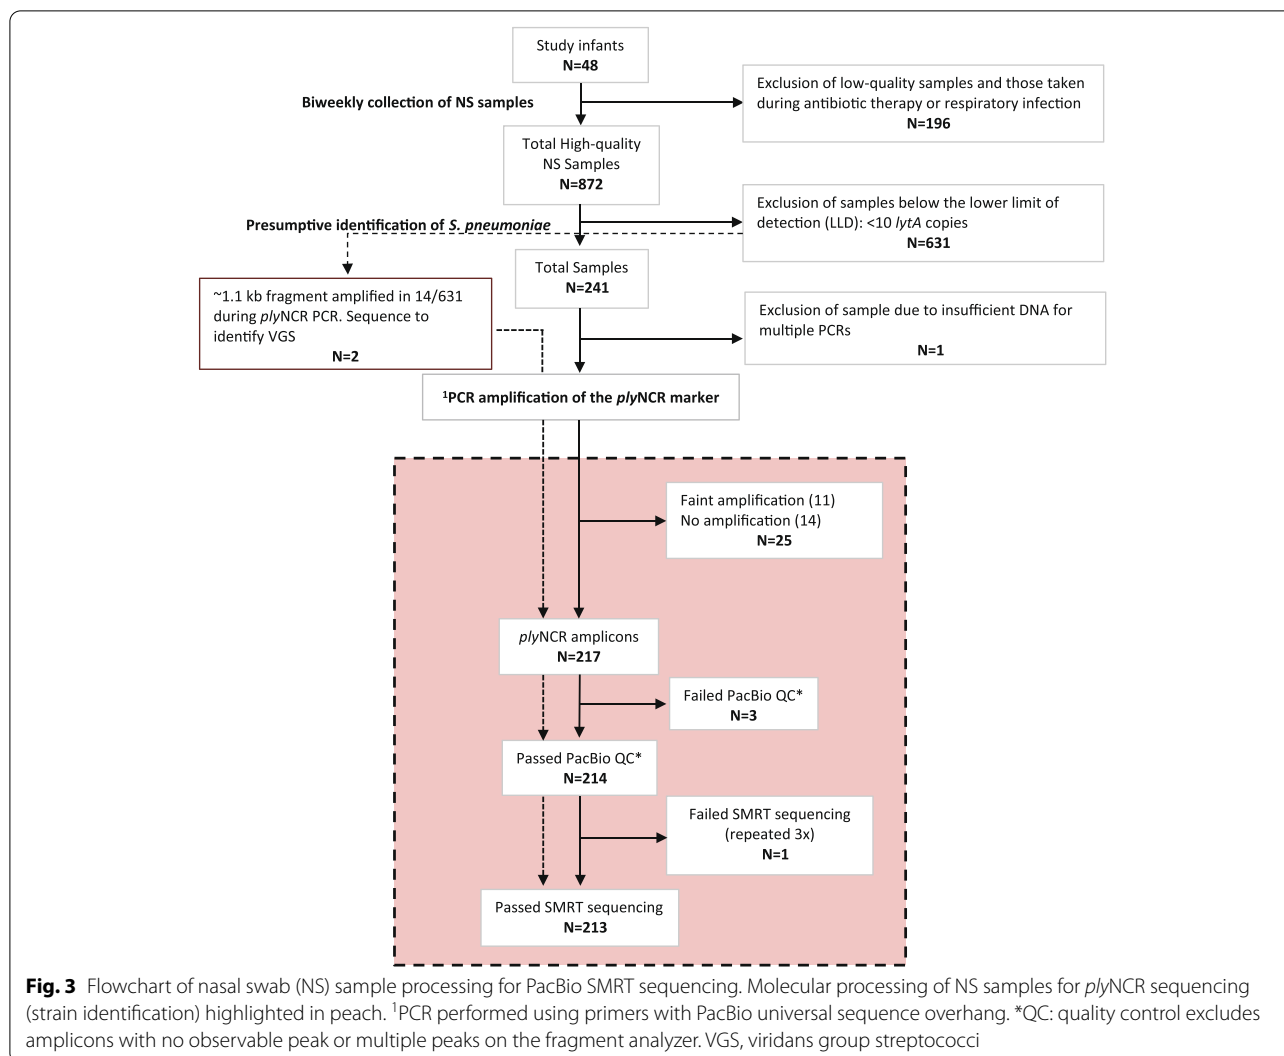 Study infants
N=48
Biweekly collection of NS samples
Exclusion of low-quality samples and those taken
during antibiotic therapy or respiratory infection
N=196
Total High-quality
NS Samples
N=872
Presumptive identification of S. pneumoniae
Exclusion of samples below the lower limit of
detection (LLD): <10 lytA copies
N=631
Total Samples
N=241
~1.1 kb fragment amplified in 14/631
during plyNCR PCR. Sequence to
identify VGS
N=2
Exclusion of sample due to insufficient DNA for
multiple PCRs
N=1
¹PCR amplification of the plyNCR marker
Faint amplification (11)
No amplification (14)
N=25
plyNCR amplicons
N=217
Failed PacBio QC*
N=3
Passed PacBio QC*
N=214
Failed SMRT sequencing
(repeated 3x)
N=1
Passed SMRT sequencing
N=213
Fig. 3 Flowchart of nasal swab (NS) sample processing for PacBio SMRT sequencing. Molecular processing of NS samples for plyNCR sequencing
(strain identification) highlighted in peach. ¹PCR performed using primers with PacBio universal sequence overhang. *QC: quality control excludes
amplicons with no observable peak or multiple peaks on the fragment analyzer. VGS, viridans group streptococci